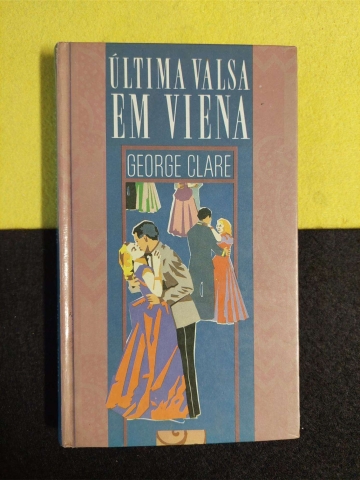 ÚLTIMA VALSA
EM VIENA
GEORGE CLARE